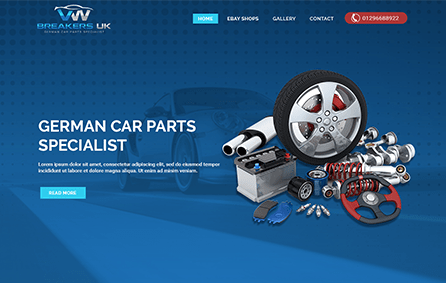 VW
BREAKERS UK
GERMAN CAR PARTS SPECIALIST
HOME EBAY SHOPS GALLERY CONTACT 01296688922
GERMAN CAR PARTS
SPECIALIST
Lorem ipsum dolor sit amet, consectetur adipiscing elit, sed do eiusmod tempor
incididunt ut labore et dolore magna aliqua. Ut enim ad minim veniam.
READ MORE